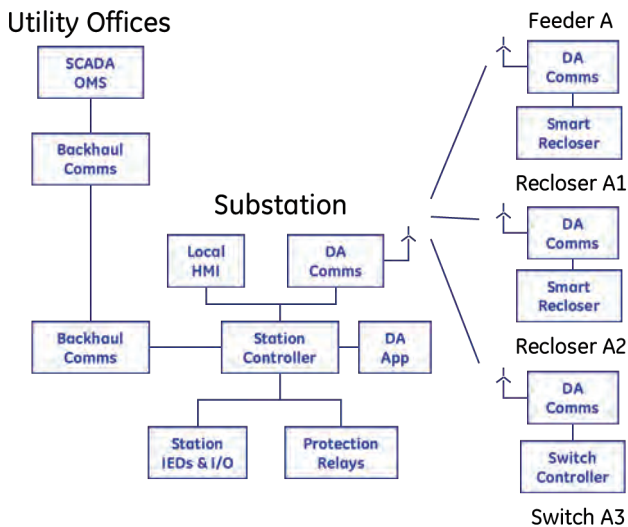 Utility Offices
SCADA
OMS
Backhaul
Comms
Substation
Local
HMI
DA
Comms
Backhaul
Comms
Station
Controller
DA
App
Station
IEDs & I/O
Protection
Relays
Feeder A
DA
Comms
Smart
Recloser
Recloser A1
DA
Comms
Smart
Recloser
Recloser A2
DA
Comms
Switch
Controller
Switch A3